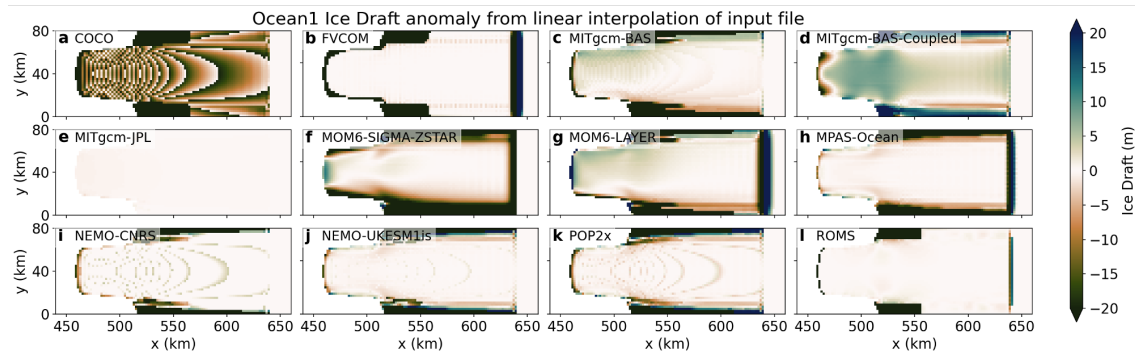 Ocean1 Ice Draft anomaly from linear interpolation of input file
a COCO
b FVCOM
c MITgcm-BAS
d MITgcm-BAS-Coupled
80
40
0
y (km)
e MITgcm-JPL
f MOM6-SIGMA-ZSTAR
g MOM6-LAYER
h MPAS-Ocean
80
40
0
y (km)
i NEMO-CNRS
j NEMO-UKESM1is
k POP2x
l ROMS
80
40
0
y (km)
450 500 550 600 650
450 500 550 600 650
450 500 550 600 650
450 500 550 600 650
x (km)
x (km)
x (km)
x (km)
20
15
10
5
0
−5
−10
−15
−20
Ice Draft (m)